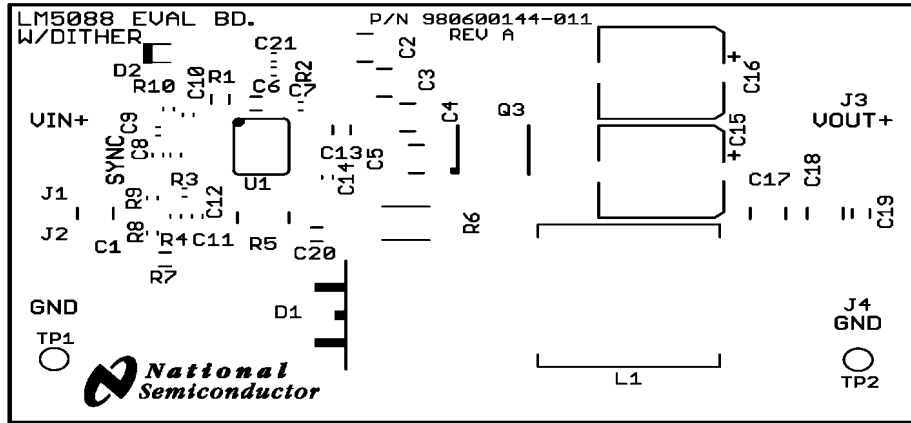 LM5088 EVAL BD.
W/DITHER
P/N 980600144-011
REV A
D2
C21
C2
R10
C10
R1
C6
R2
C7
C3
C4
Q3
C16
J3
VIN+
C9
C8
SYNC
VOUT+
C15
C13
C14
C5
U1
J1
R9
R3
C12
C17
C18
C19
J2
C1
R8
R4
C11
R5
C20
R6
R7
GND
D1
J4
GND
TP1
L1
TP2
National
Semiconductor